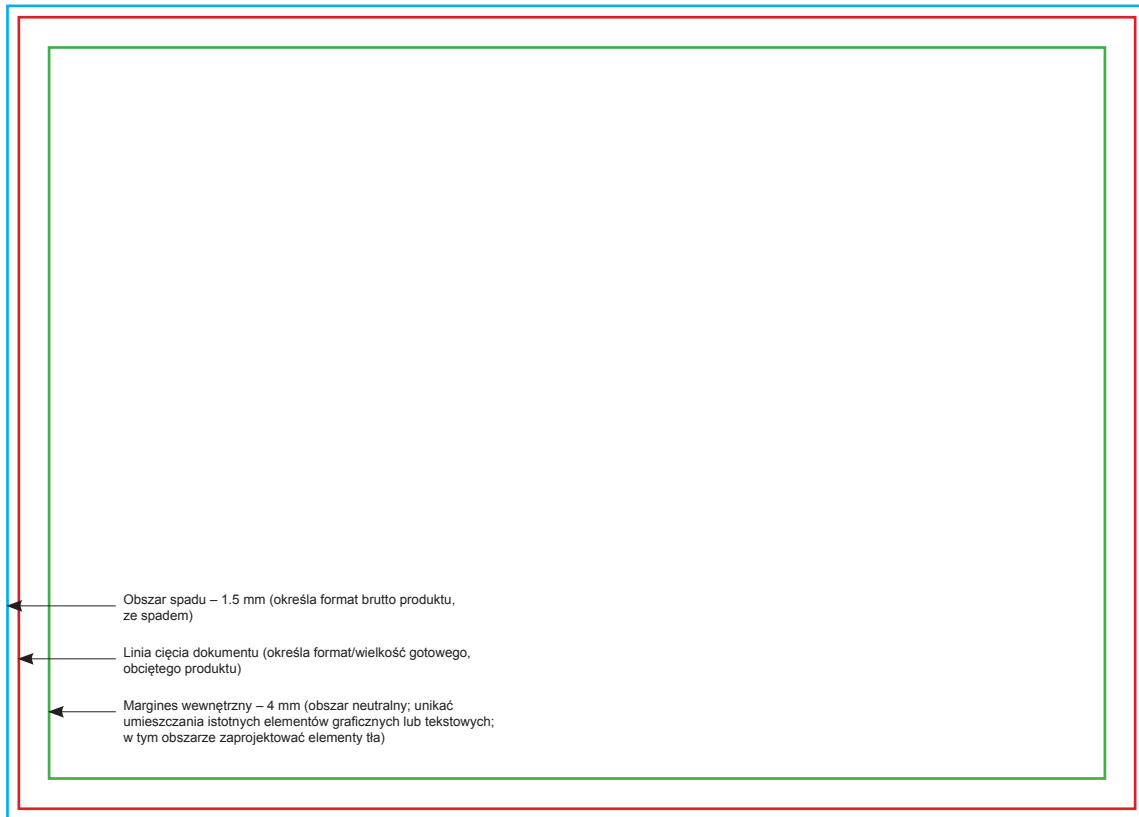 Obszar spadu – 1.5 mm (określa format brutto produktu,
ze spadem)
Linia cięcia dokumentu (określa format/wielkość gotowego,
obciętego produktu)
Margines wewnętrzny – 4 mm (obszar neutralny; unikać
umieszczania istotnych elementów graficznych lub tekstowych;
w tym obszarze zaprojektować elementy tła)